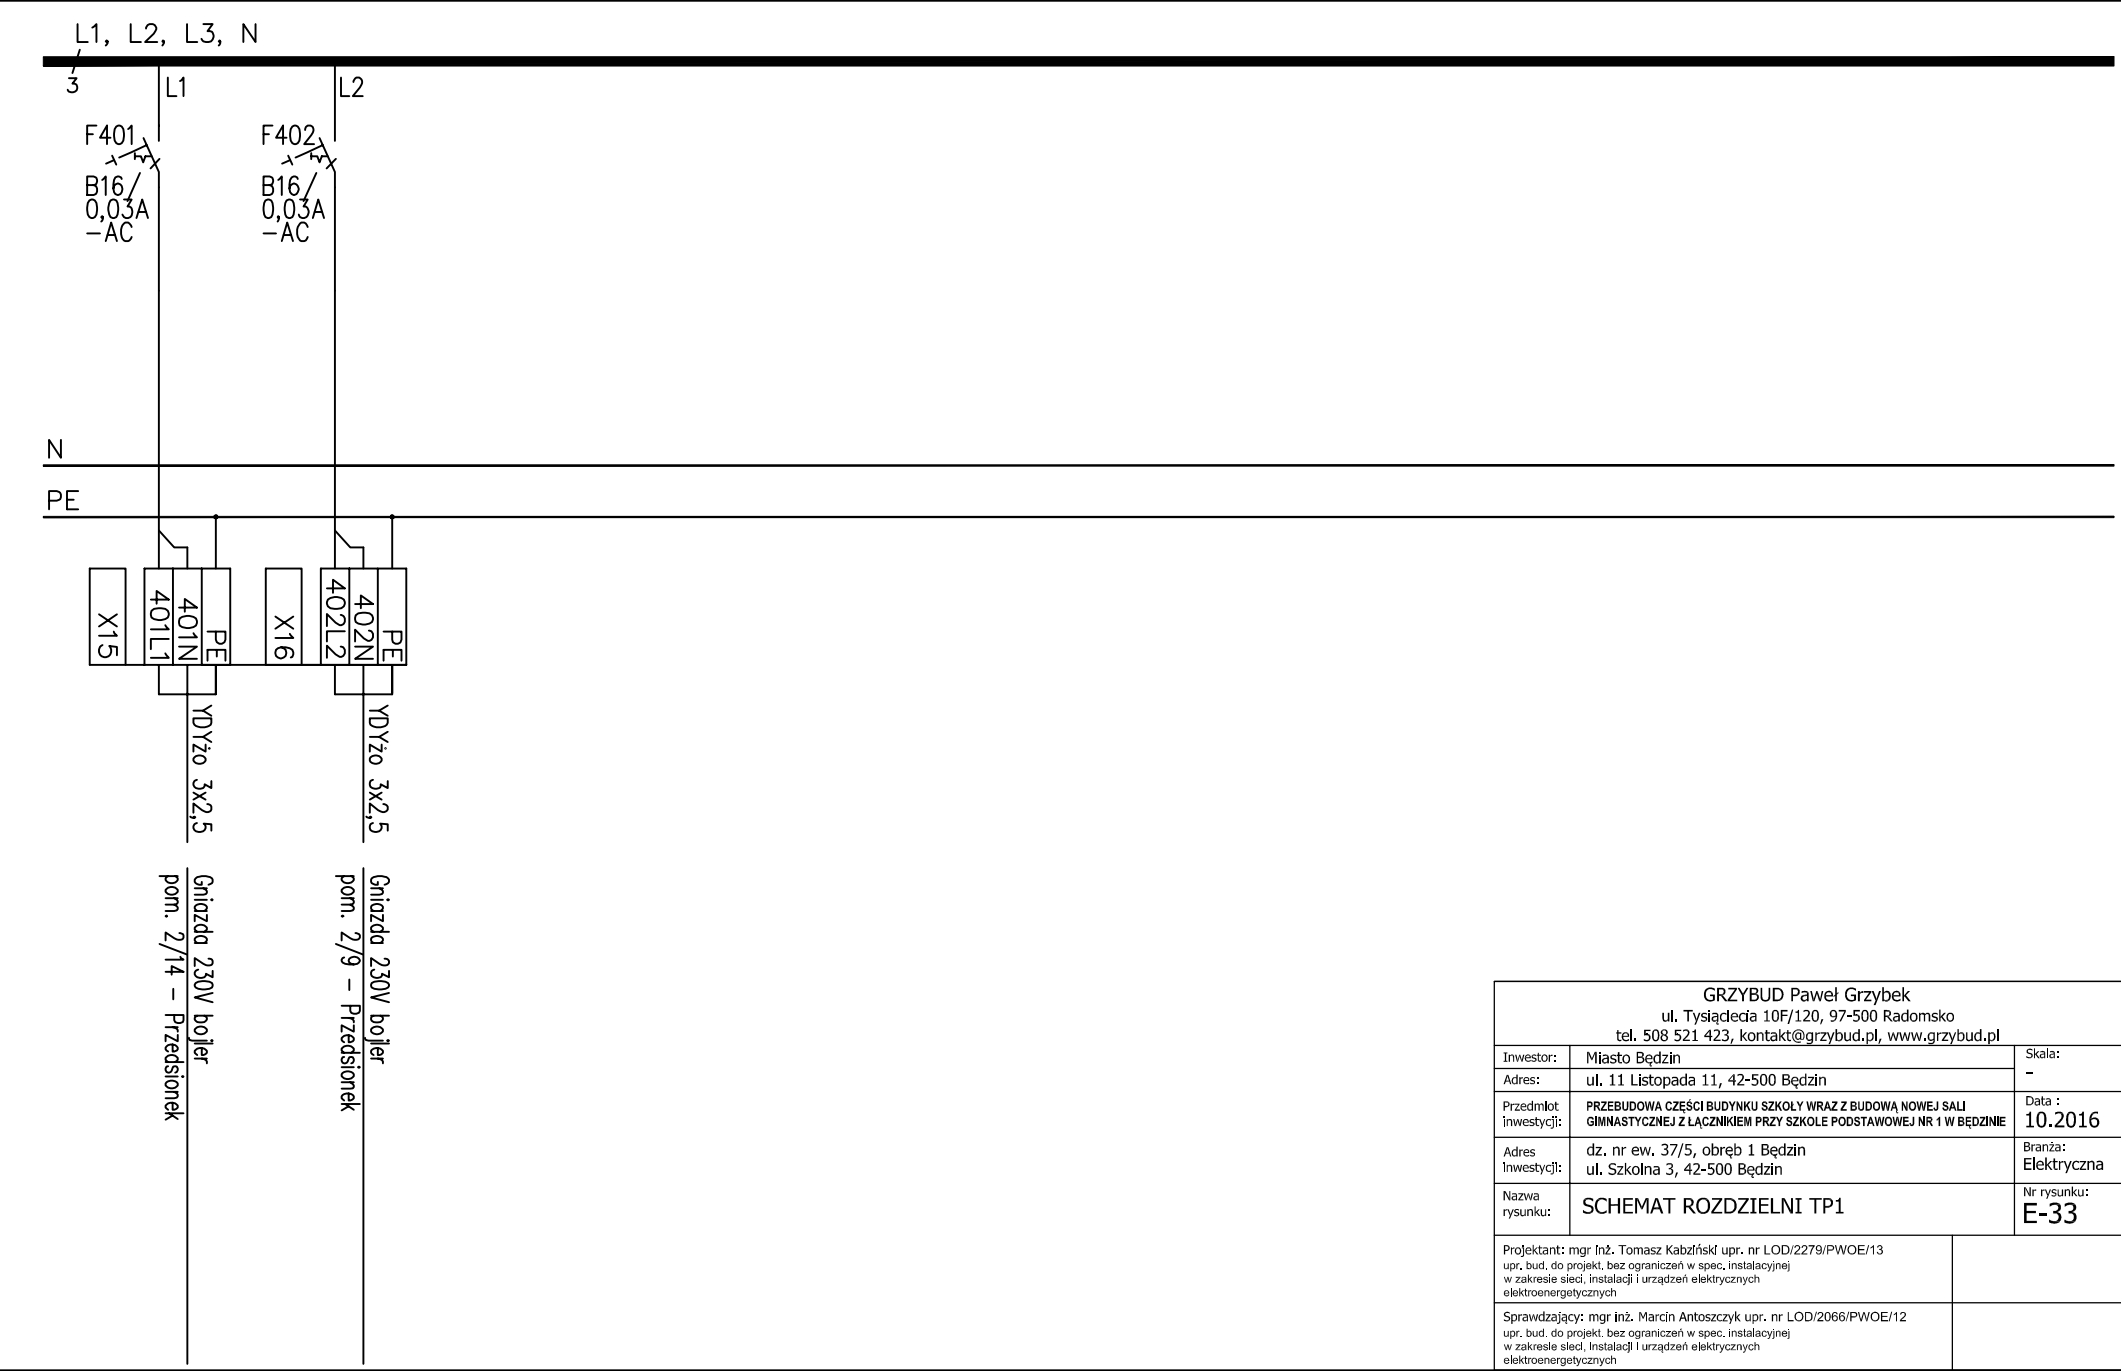 L1, L2, L3, N
3
L1
L2
F401
B16/
0,03A
-AC
F402
B16/
0,03A
-AC
N
PE
X15
401L1
401N
PE
X16
402L2
402N
PE
YDYżo 3x2,5
YDYżo 3x2,5
Gniazda 230V bojler
pom. 2/14 - Przedsionek
Gniazda 230V bojler
pom. 2/9 - Przedsionek
GRZYBUD Paweł Grzybek
ul. Tysiąclecia 10F/120, 97-500 Radomsko
tel. 508 521 423, kontakt@grzybud.pl, www.grzybud.pl
Inwestor: Miasto Będzin
Skala:
-
Adres: ul. 11 Listopada 11, 42-500 Będzin
Przedmiot inwestycji:
PRZEBUDOWA CZĘŚCI BUDYNKU SZKOŁY WRAZ Z BUDOWĄ NOWEJ SALI
GIMNASTYCZNEJ Z ŁĄCZNIKIEM PRZY SZKOLE PODSTAWOWEJ NR 1 W BĘDZINIE
Data :
10.2016
Adres inwestycji:
dz. nr ew. 37/5, obręb 1 Będzin
ul. Szkolna 3, 42-500 Będzin
Branża:
Elektryczna
Nazwa rysunku:
SCHEMAT ROZDZIELNI TP1
Nr rysunku:
E-33
Projektant: mgr inż. Tomasz Kabziński upr. nr LOD/2279/PWOE/13
upr. bud. do projekt. bez ograniczeń w spec. instalacyjnej
w zakresie sieci, instalacji i urządzeń elektrycznych
elektroenergetycznych
Sprawdzający: mgr inż. Marcin Antoszczyk upr. nr LOD/2066/PWOE/12
upr. bud. do projekt. bez ograniczeń w spec. instalacyjnej
w zakresie sieci, instalacji i urządzeń elektrycznych
elektroenergetycznych